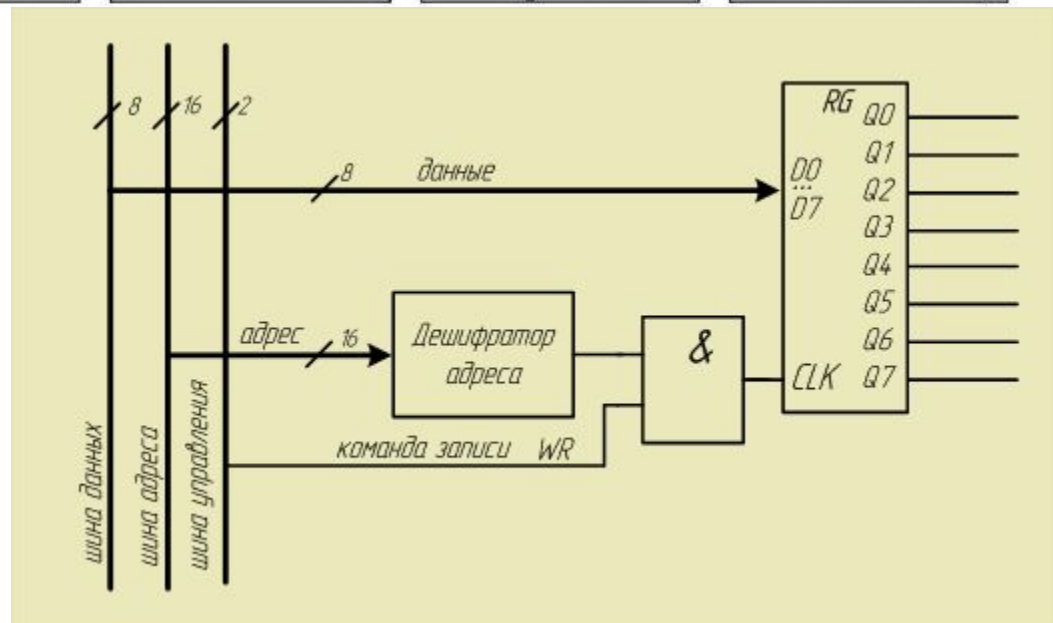 8
16
2
8
данные
RG
D0
...
D7
Q0
Q1
Q2
Q3
Q4
Q5
Q6
Q7
CLK
адрес
16
Дешифратор
адреса
&
команда записи WR
шина данных
шина адреса
шина управления